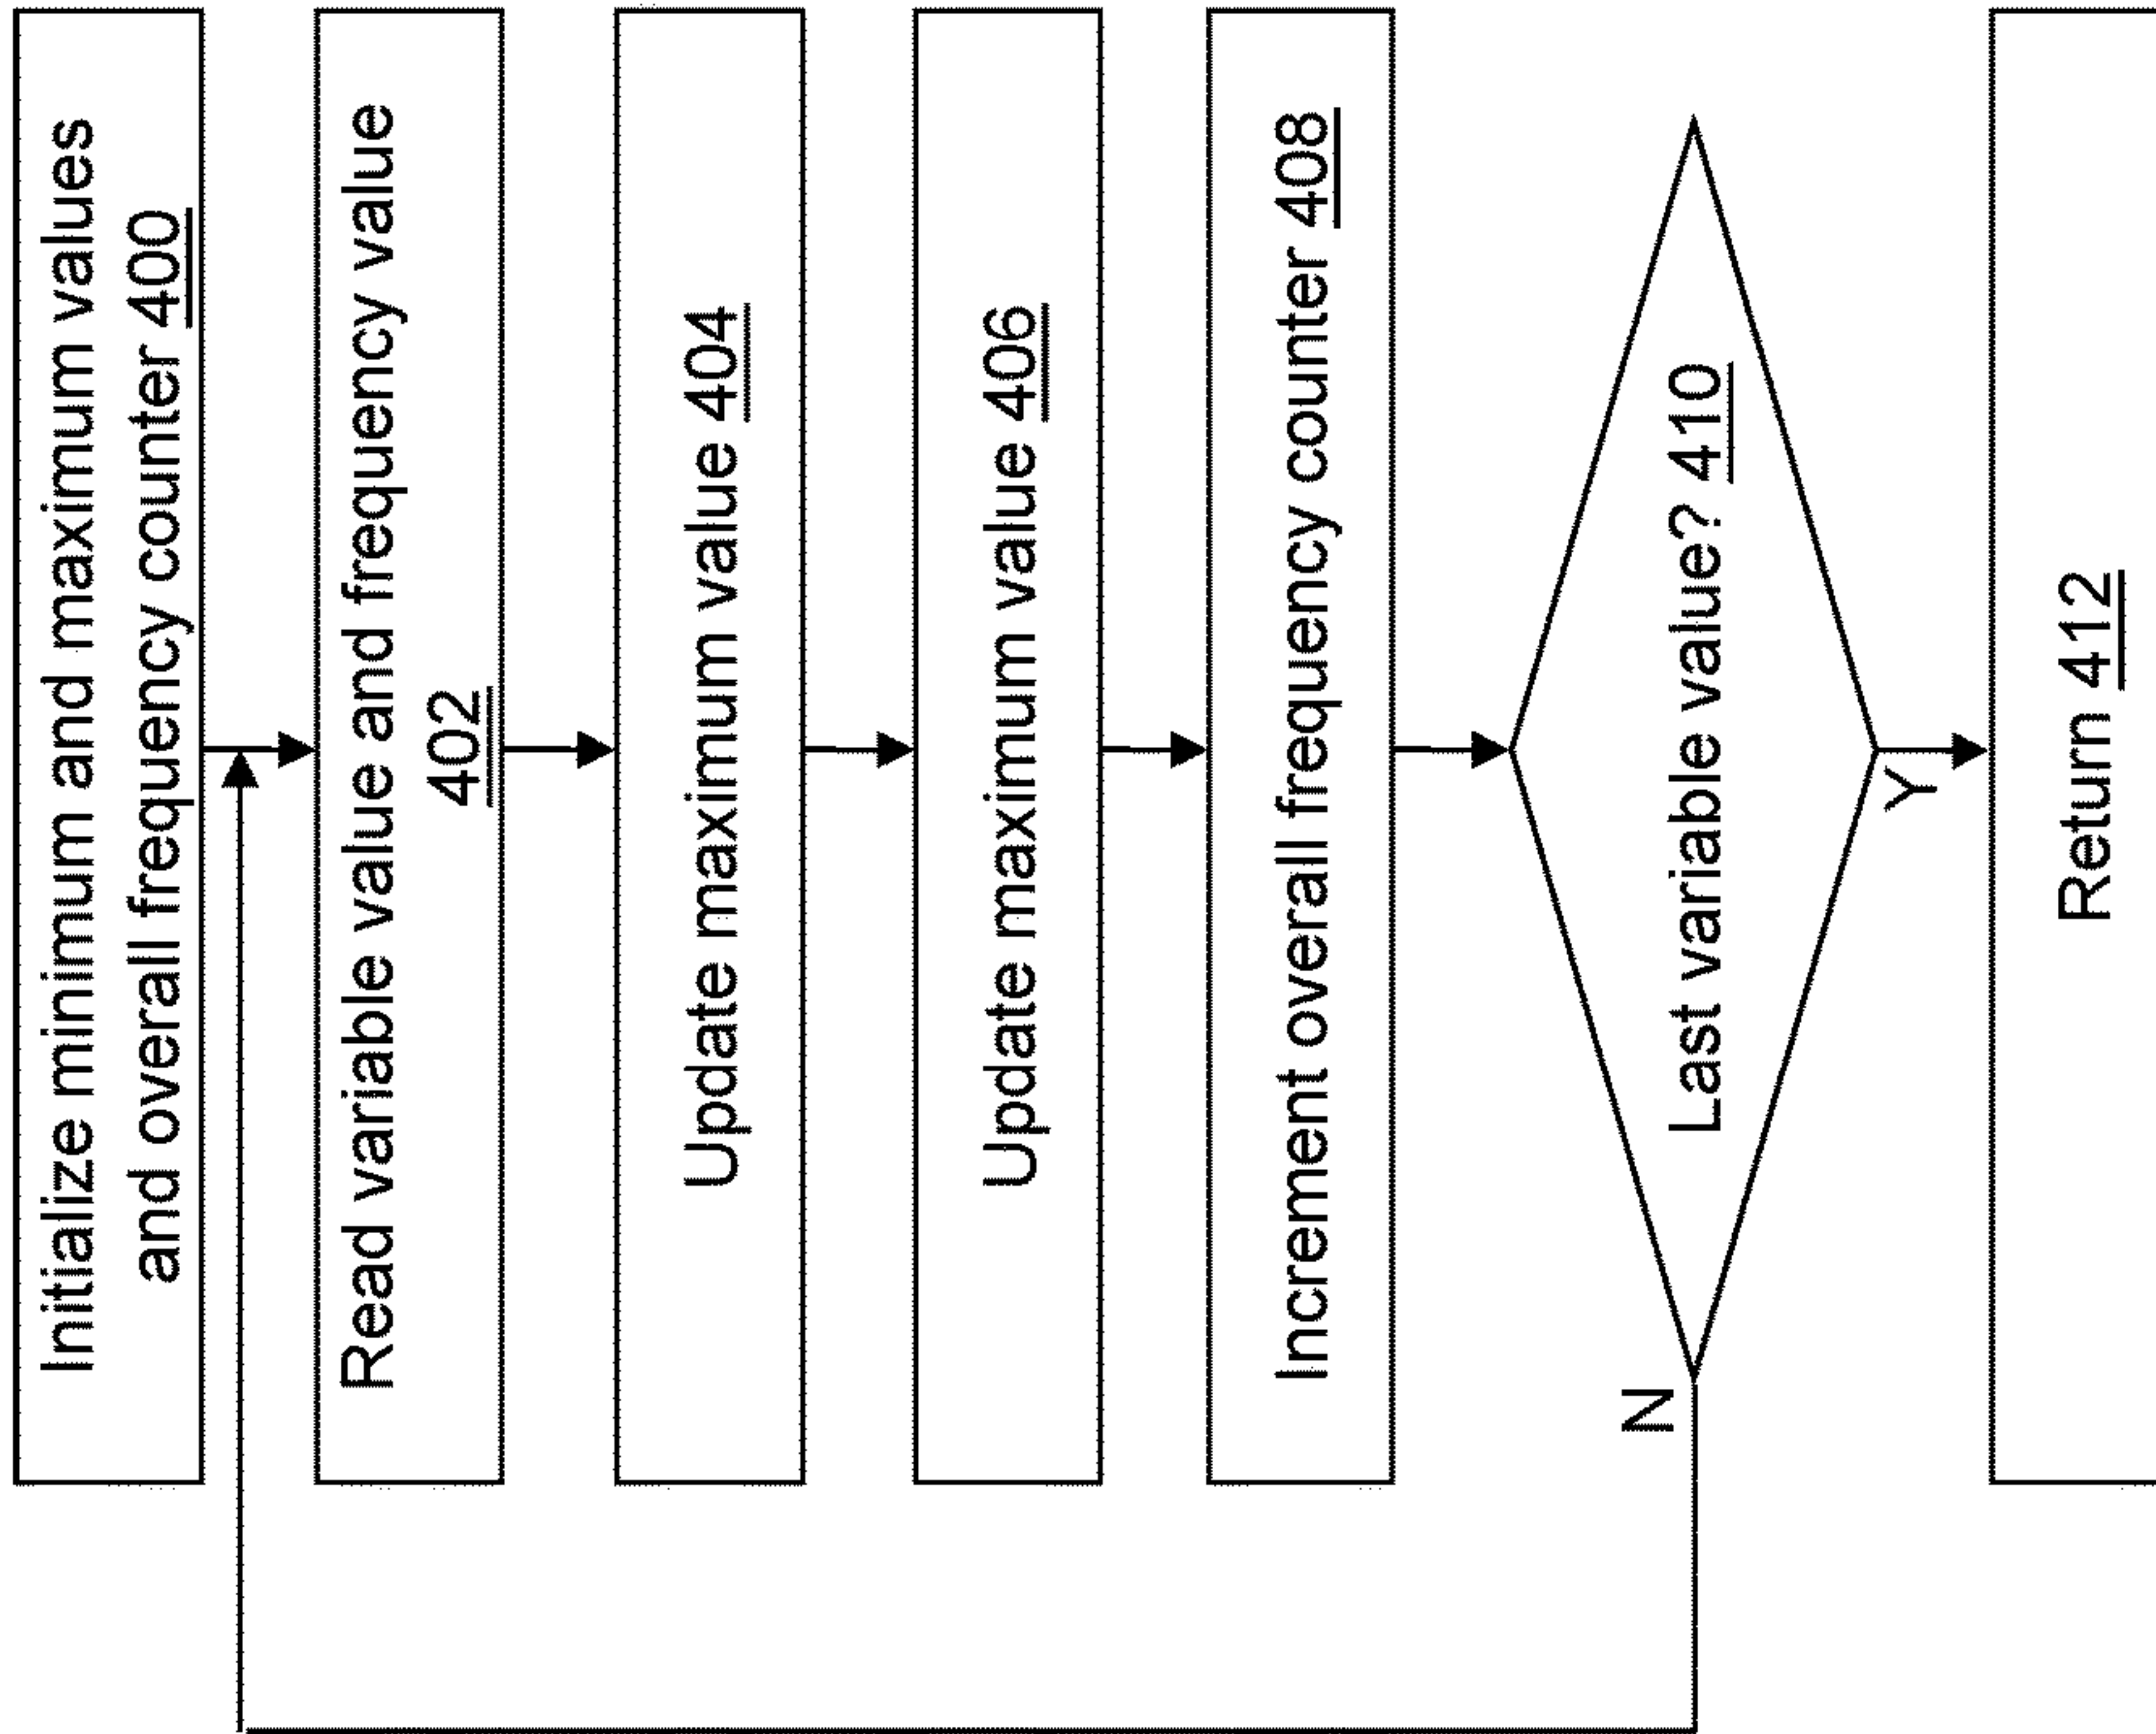 Initialize minimum and maximum values
and overall frequency counter 400
Read variable value and frequency value
402
Update maximum value 404
Update maximum value 406
Increment overall frequency counter 408
Last variable value? 410
N
Y
Return 412